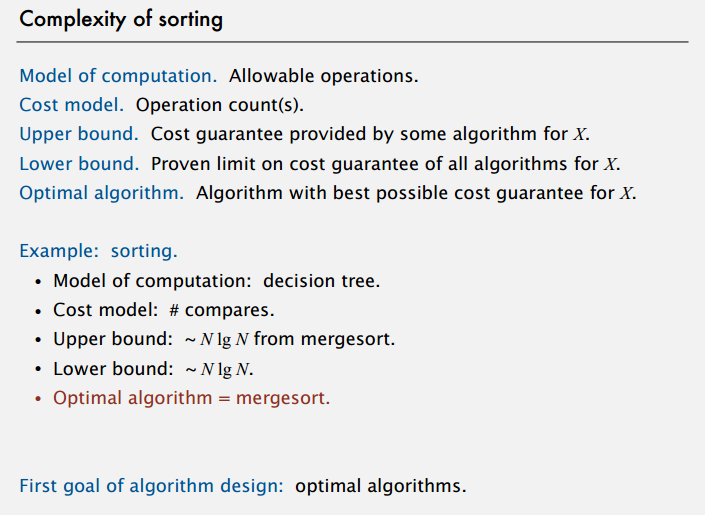 Complexity of sorting
Model of computation. Allowable operations.
Cost model. Operation count(s).
Upper bound. Cost guarantee provided by some algorithm for X.
Lower bound. Proven limit on cost guarantee of all algorithms for X.
Optimal algorithm. Algorithm with best possible cost guarantee for X.
Example: sorting.
• Model of computation: decision tree.
• Cost model: # compares.
• Upper bound: ~ N lg N from mergesort.
• Lower bound: ~ N lg N.
• Optimal algorithm = mergesort.
First goal of algorithm design: optimal algorithms.